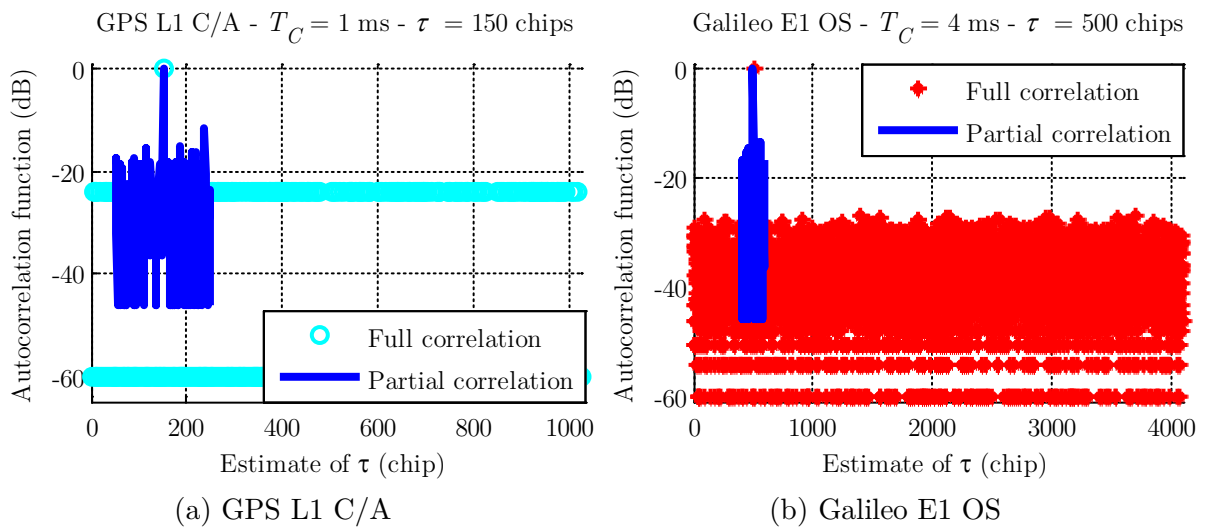 GPS L1 C/A - T_C = 1 ms - τ = 150 chips
Autocorrelation function (dB)
0
-20
-40
-60
Full correlation
Partial correlation
0 200 400 600 800 1000
Estimate of τ (chip)
(a) GPS L1 C/A
Galileo E1 OS - T_C = 4 ms - τ = 500 chips
Autocorrelation function (dB)
0
-20
-40
-60
Full correlation
Partial correlation
0 1000 2000 3000 4000
Estimate of τ (chip)
(b) Galileo E1 OS